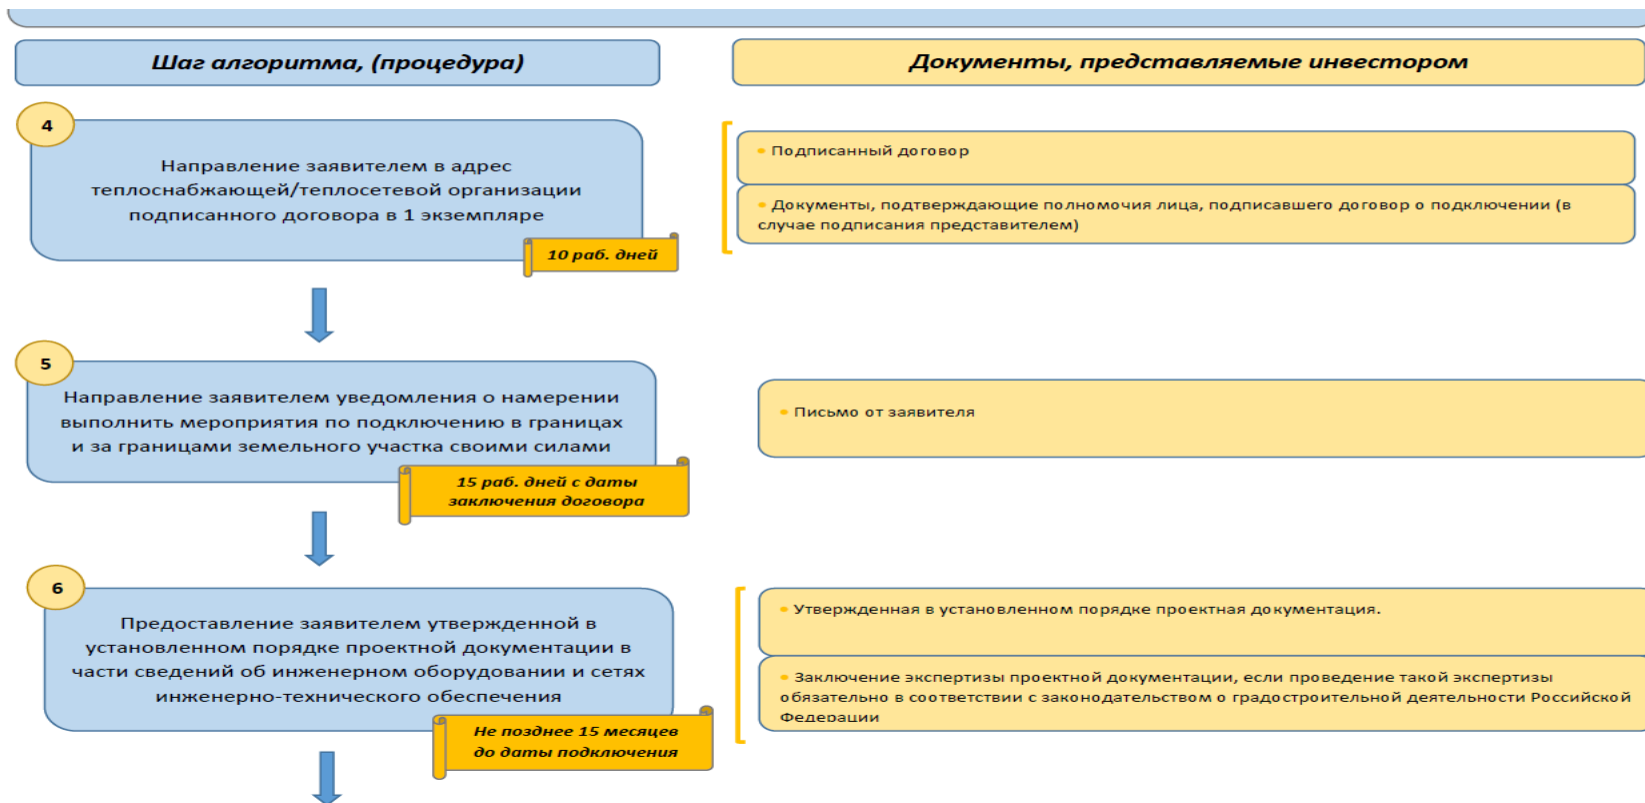 Шаг алгоритма, (процедура)
Документы, представляемые инвестором
4
Направление заявителем в адрес
теплоснабжающей/теплосетевой организации
подписанного договора в 1 экземпляре
10 раб. дней
• Подписанный договор
• Документы, подтверждающие полномочия лица, подписавшего договор о подключении (в
случае подписания представителем)
5
Направление заявителем уведомления о намерении
выполнить мероприятия по подключению в границах
и за границами земельного участка своими силами
15 раб. дней с даты
заключения договора
• Письмо от заявителя
6
Предоставление заявителем утвержденной в
установленном порядке проектной документации в
части сведений об инженерном оборудовании и сетях
инженерно-технического обеспечения
Не позднее 15 месяцев
до даты подключения
• Утвержденная в установленном порядке проектная документация.
• Заключение экспертизы проектной документации, если проведение такой экспертизы
обязательно в соответствии с законодательством о градостроительной деятельности Российской
Федерации